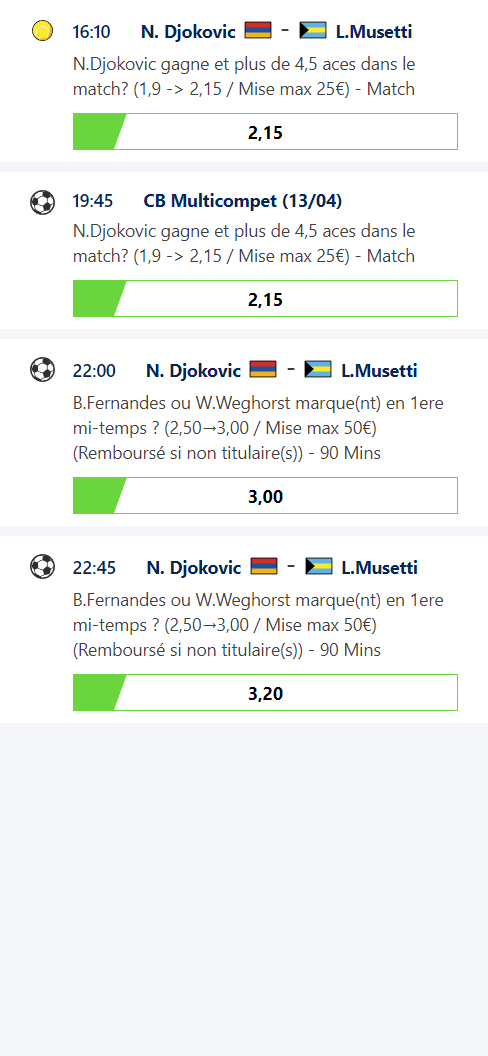 16:10 N. Djokovic - L.Musetti
N.Djokovic gagne et plus de 4,5 aces dans le
match? (1,9 -> 2,15 / Mise max 25€) - Match
2,15
19:45 CB Multicompet (13/04)
N.Djokovic gagne et plus de 4,5 aces dans le
match? (1,9 -> 2,15 / Mise max 25€) - Match
2,15
22:00 N. Djokovic - L.Musetti
B.Fernandes ou W.Weghorst marque(nt) en 1ere
mi-temps ? (2,50→3,00 / Mise max 50€)
(Remboursé si non titulaire(s)) - 90 Mins
3,00
22:45 N. Djokovic - L.Musetti
B.Fernandes ou W.Weghorst marque(nt) en 1ere
mi-temps ? (2,50→3,00 / Mise max 50€)
(Remboursé si non titulaire(s)) - 90 Mins
3,20